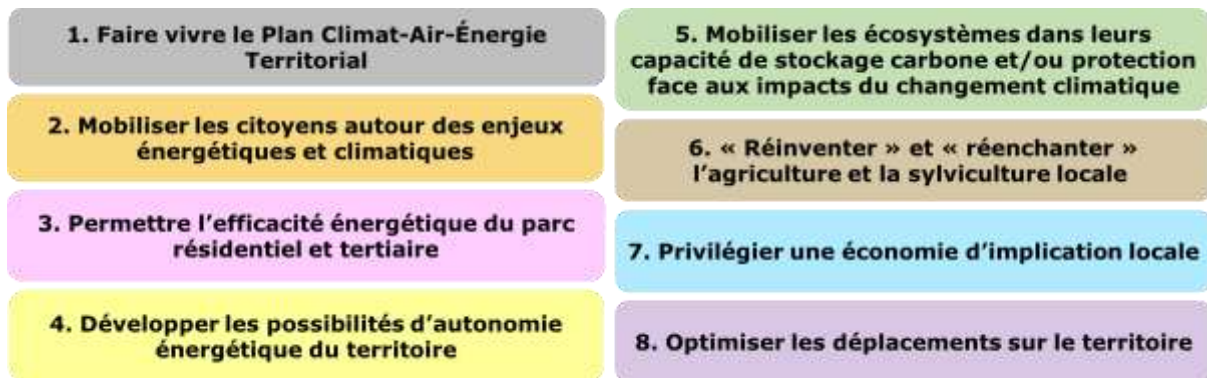 1. Faire vivre le Plan Climat-Air-Énergie
Territorial
2. Mobiliser les citoyens autour des enjeux
énergétiques et climatiques
3. Permettre l'efficacité énergétique du parc
résidentiel et tertiaire
4. Développer les possibilités d'autonomie
énergétique du territoire
5. Mobiliser les écosystèmes dans leurs
capacité de stockage carbone et/ou protection
face aux impacts du changement climatique
6. « Réinventer » et « réenchanter »
l'agriculture et la sylviculture locale
7. Privilégier une économie d'implication locale
8. Optimiser les déplacements sur le territoire